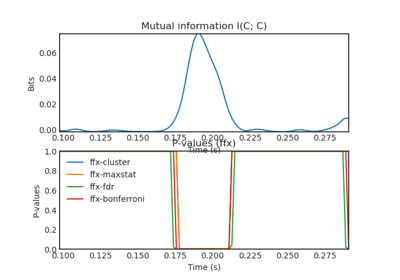 Mutual information I(C; C)
Bits
0.06
0.04
0.02
0.00
0.100 0.125 0.150 0.175 0.200 0.225 0.250 0.275
Time (s)
P-values (ffx)
P-values
1.0
0.8
0.6
0.4
0.2
0.0
ffx-cluster
ffx-maxstat
ffx-fdr
ffx-bonferroni
0.100 0.125 0.150 0.175 0.200 0.225 0.250 0.275
Time (s)